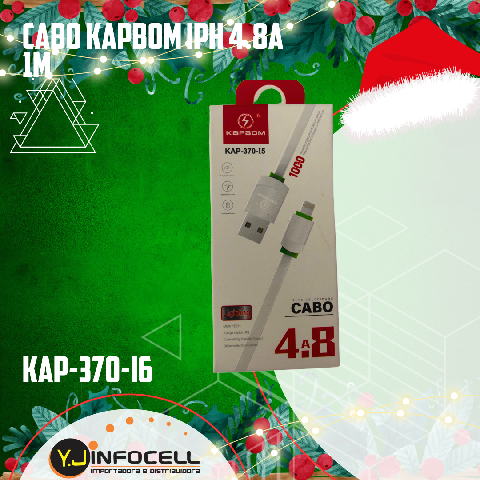 CABO KAPBOM IPH 4.8A
1M
KAPBOM
KAP-370-I6
1000
Lightning
CABO
4.8
A
KAP-370-I6
Y.J INFOCELL
IMPORTADORA E DISTRIBUIDORA